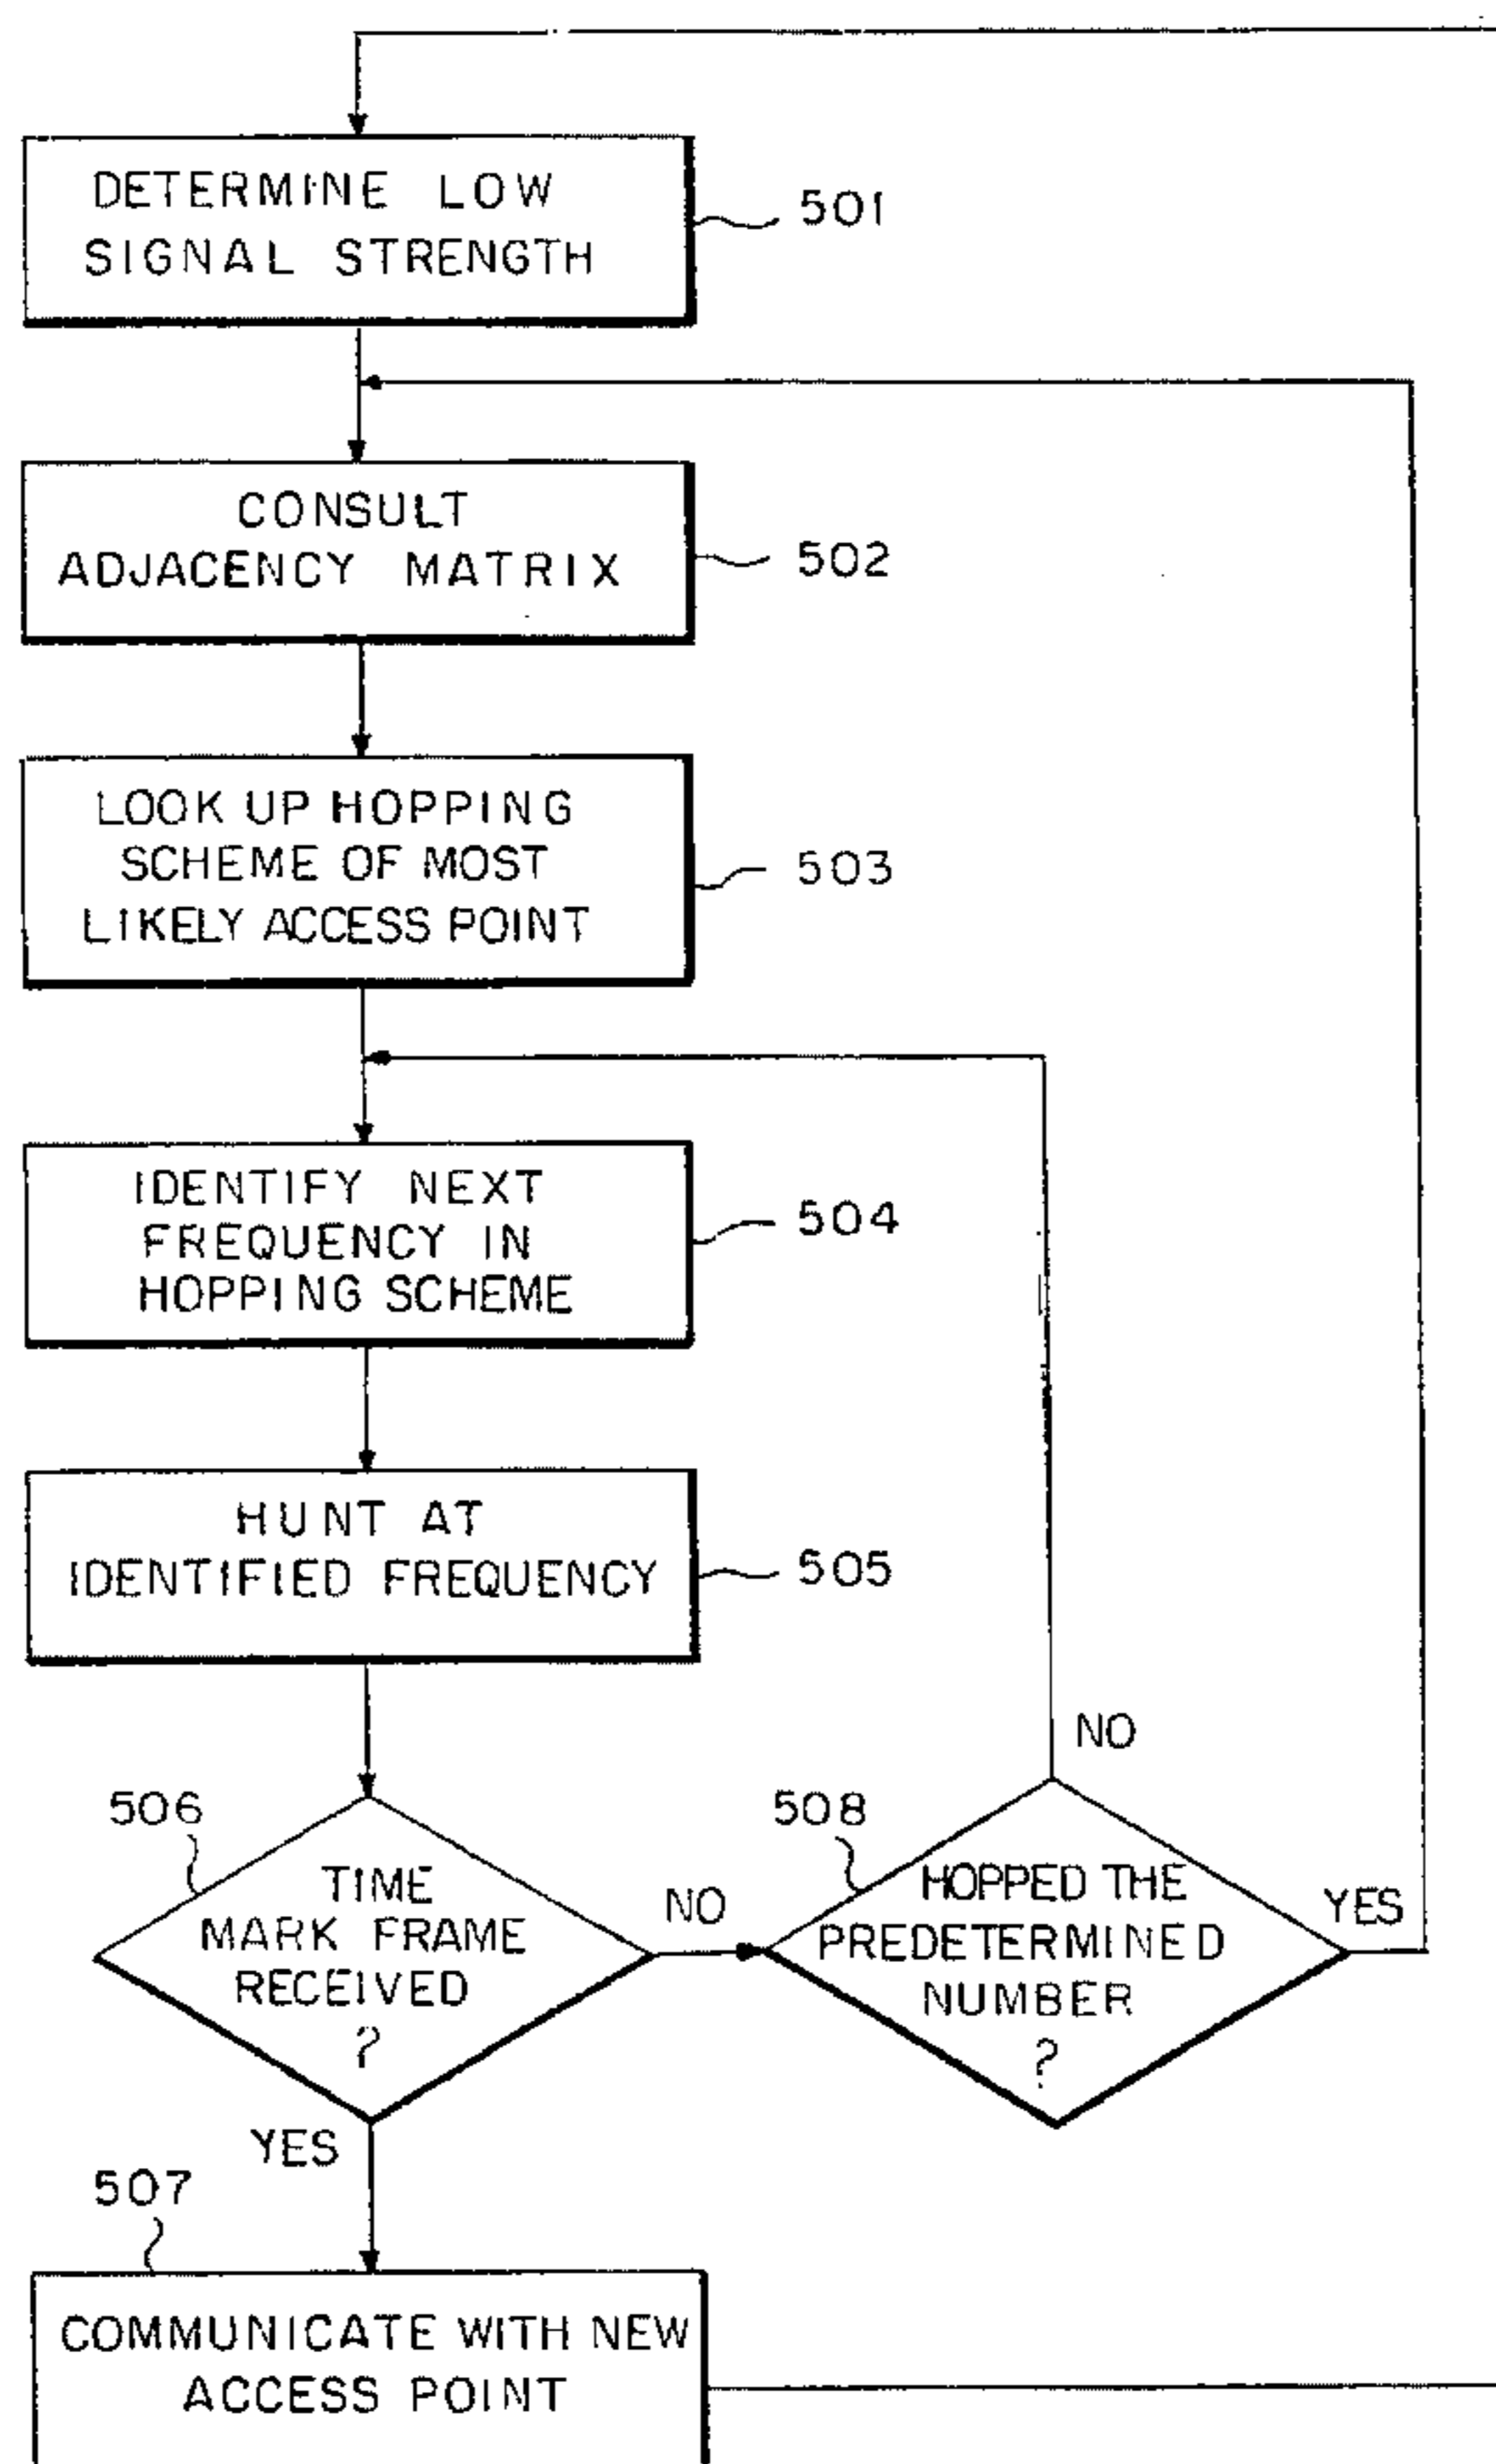 DETERMINE LOW
SIGNAL STRENGTH
501
CONSULT
ADJACENCY MATRIX
502
LOOK UP HOPPING
SCHEME OF MOST
LIKELY ACCESS POINT
503
IDENTIFY NEXT
FREQUENCY IN
HOPPING SCHEME
504
HUNT AT
IDENTIFIED FREQUENCY
505
NO
506
TIME
MARK FRAME
RECEIVED
?
NO
508
HOPPED THE
PREDETERMINED
NUMBER
?
YES
YES
507
COMMUNICATE WITH NEW
ACCESS POINT